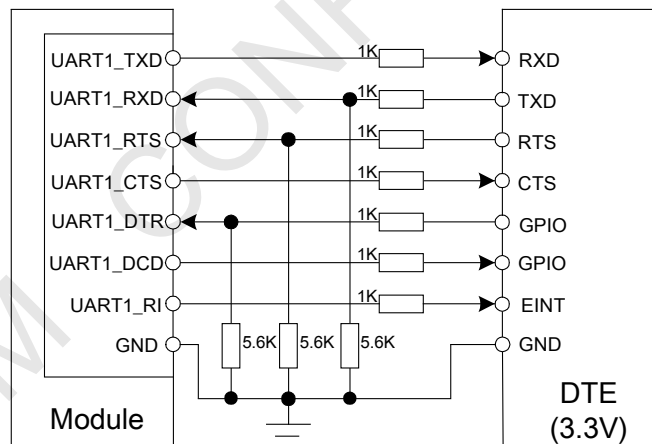 UART1_TXD 1K RXD
UART1_RXD 1K TXD
UART1_RTS 1K RTS
UART1_CTS 1K CTS
UART1_DTR 1K GPIO
UART1_DCD 1K GPIO
UART1_RI 1K EINT
GND 5.6K 5.6K 5.6K GND
Module
DTE
(3.3V)